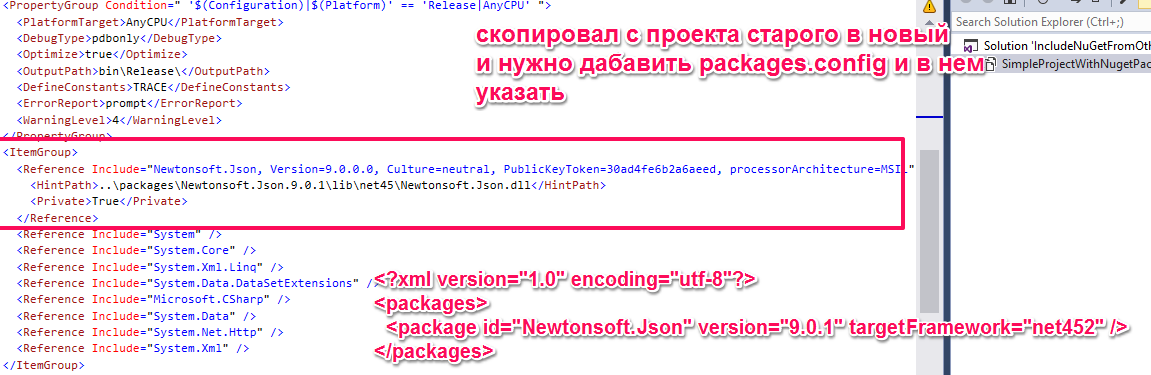 <PropertyGroup Condition=" '$(Configuration)|$(Platform)' == 'Release|AnyCPU' ">
<PlatformTarget>AnyCPU</PlatformTarget>
<DebugType>pdbonly</DebugType>
<Optimize>true</Optimize>
<OutputPath>bin\Release\</OutputPath>
<DefineConstants>TRACE</DefineConstants>
<ErrorReport>prompt</ErrorReport>
<WarningLevel>4</WarningLevel>
</PropertyGroup>
<ItemGroup>
<Reference Include="Newtonsoft.Json, Version=9.0.0.0, Culture=neutral, PublicKeyToken=30ad4fe6b2a6aeed, processorArchitecture=MSIL"
<HintPath>..\packages\Newtonsoft.Json.9.0.1\lib\net45\Newtonsoft.Json.dll</HintPath>
<Private>True</Private>
</Reference>
<Reference Include="System" />
<Reference Include="System.Core" />
<Reference Include="System.Xml.Linq" />
<Reference Include="System.Data.DataSetExtensions" />
<Reference Include="Microsoft.CSharp" />
<Reference Include="System.Data" />
<Reference Include="System.Net.Http" />
<Reference Include="System.Xml" />
</ItemGroup>
скопировал с проекта старого в новый
и нужно дабавить packages.config и в нем
указать
<?xml version="1.0" encoding="utf-8"?>
<packages>
<package id="Newtonsoft.Json" version="9.0.1" targetFramework="net452" />
</packages>
Search Solution Explorer (Ctrl+;)
Solution 'IncludeNuGetFromOth
SimpleProjectWithNugetPac